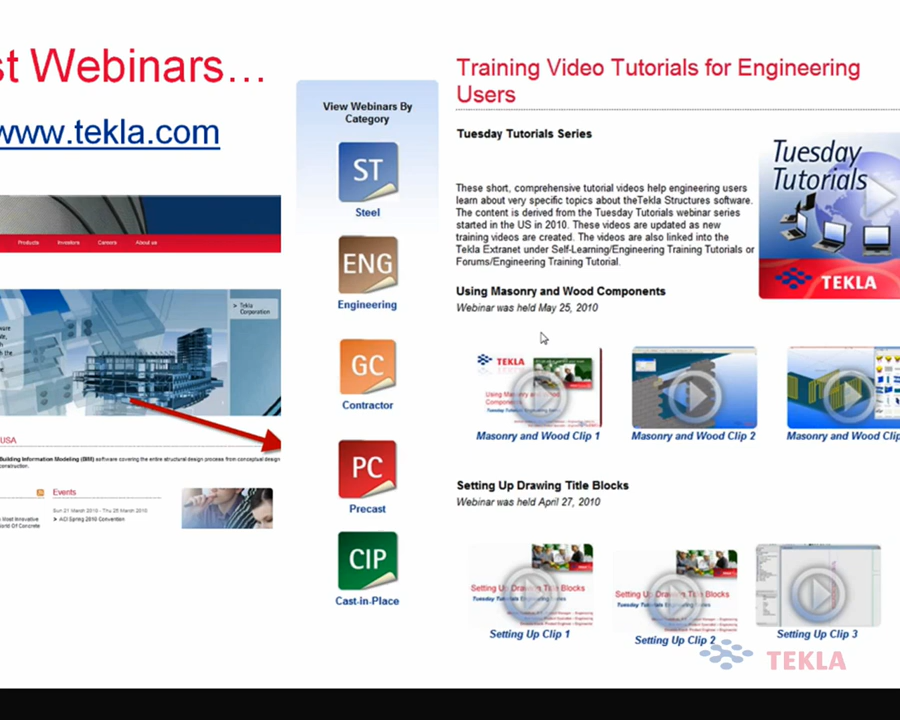 st Webinars…
www.tekla.com
Products Investors Careers About us
> Tekla
Corporation
USA
Building Information Modeling (BIM) software covering the entire structural design process from conceptual design
construction.
Events
Sun 21 March 2010 - Thu 25 March 2010
> ACI Spring 2010 Convention
Most Innovative
World Of Concrete
View Webinars By
Category
ST
Steel
ENG
Engineering
GC
Contractor
PC
Precast
CIP
Cast-in-Place
Training Video Tutorials for Engineering
Users
Tuesday Tutorials Series
These short, comprehensive tutorial videos help engineering users
learn about very specific topics about theTekla Structures software.
The content is derived from the Tuesday Tutorials webinar series
started in the US in 2010. These videos are updated as new
training videos are created. The videos are also linked into the
Tekla Extranet under Self-Learning/Engineering Training Tutorials or
Forums/Engineering Training Tutorial.
Tuesday
Tutorials
TEKLA
Using Masonry and Wood Components
Webinar was held May 25, 2010
TEKLA
Masonry and Wood Clip 1
Masonry and Wood Clip 2
Masonry and Wood Clip
Setting Up Drawing Title Blocks
Webinar was held April 27, 2010
Setting Up Drawing Title Blocks
Setting Up Drawing Title Blocks
Setting Up Clip 1
Setting Up Clip 2
Setting Up Clip 3
TEKLA